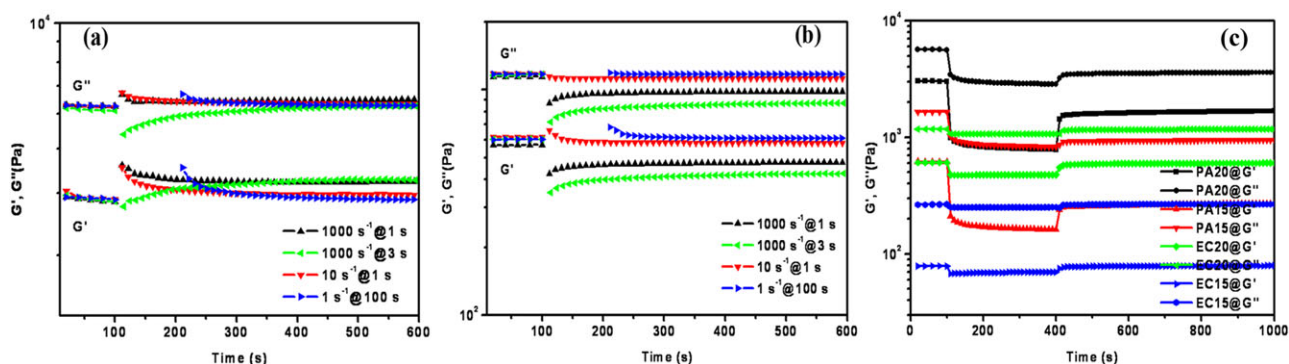 (a)
10⁴
G''
G'
G', G''(Pa)
1000 s⁻¹@1 s
1000 s⁻¹@3 s
10 s⁻¹@1 s
1 s⁻¹@100 s
0 100 200 300 400 500 600
Time (s)
(b)
G''
G'
G', G''(Pa)
10²
1000 s⁻¹@1 s
1000 s⁻¹@3 s
10 s⁻¹@1 s
1 s⁻¹@100 s
0 100 200 300 400 500 600
Time (s)
(c)
10⁴
10³
10²
G', G''(Pa)
PA20@G'
PA20@G''
PA15@G'
PA15@G''
EC20@G'
EC20@G''
EC15@G'
EC15@G''
0 200 400 600 800 1000
Time (s)